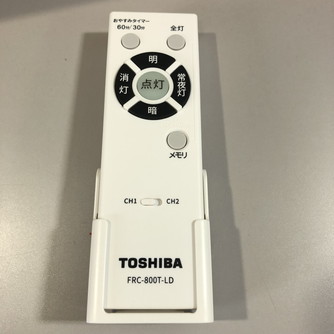 おやすみタイマー
60分/30分
全灯
明
消灯
点灯
常夜灯
暗
メモリ
CH1 CH2
TOSHIBA
FRC-800T-LD